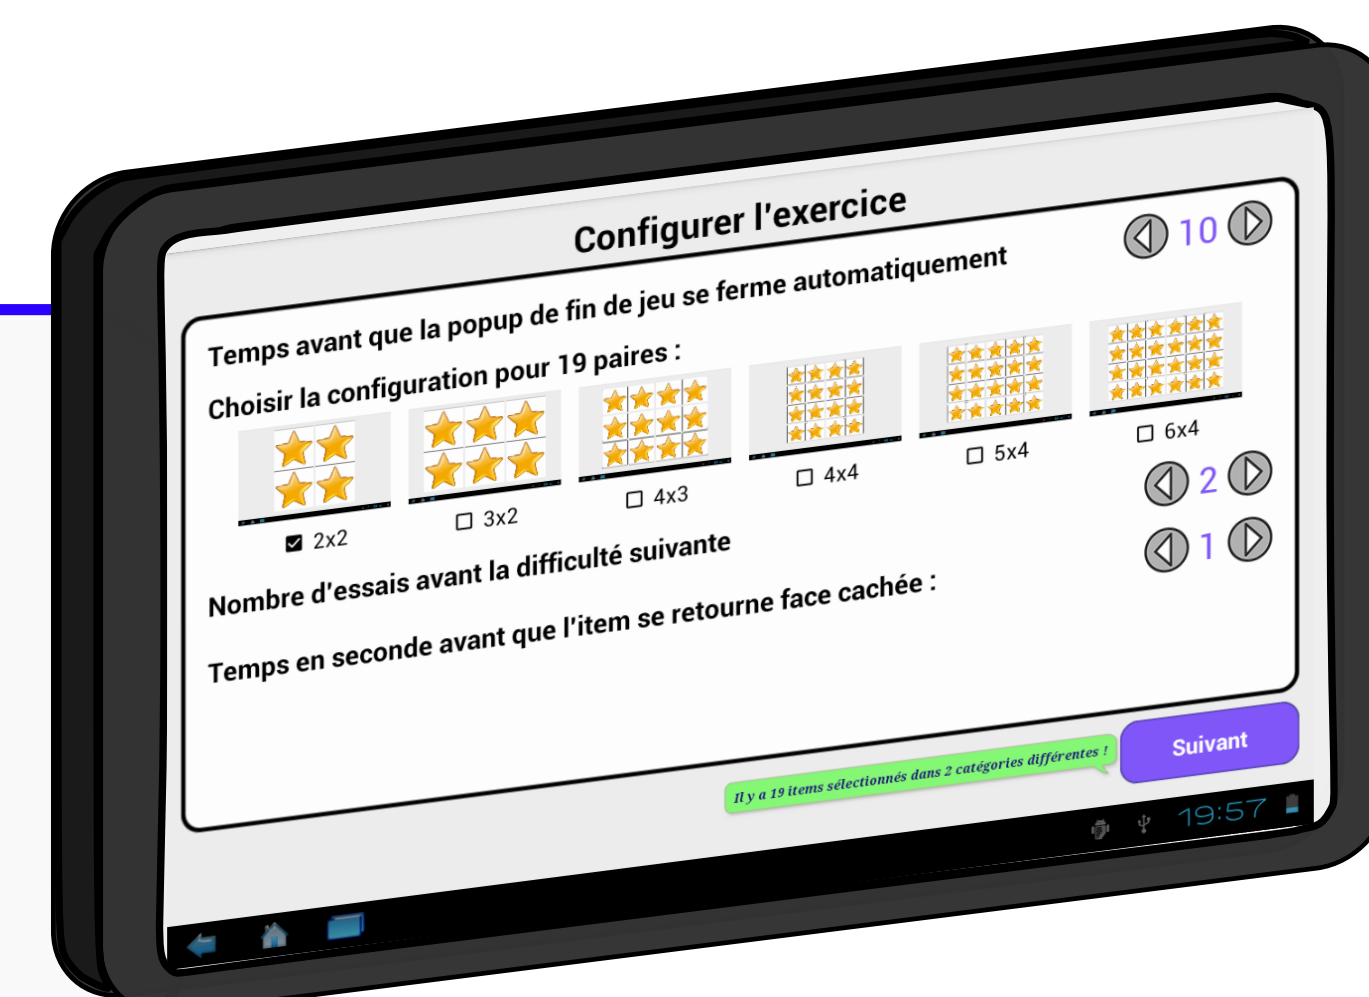 Configurer l'exercice
Temps avant que la popup de fin de jeu se ferme automatiquement
10
Choisir la configuration pour 19 paires :
2x2
3x2
4x3
4x4
5x4
6x4
Nombre d'essais avant la difficulté suivante
2
Temps en seconde avant que l'item se retourne face cachée :
1
Il y a 19 items sélectionnés dans 2 catégories différentes !
Suivant
19:57